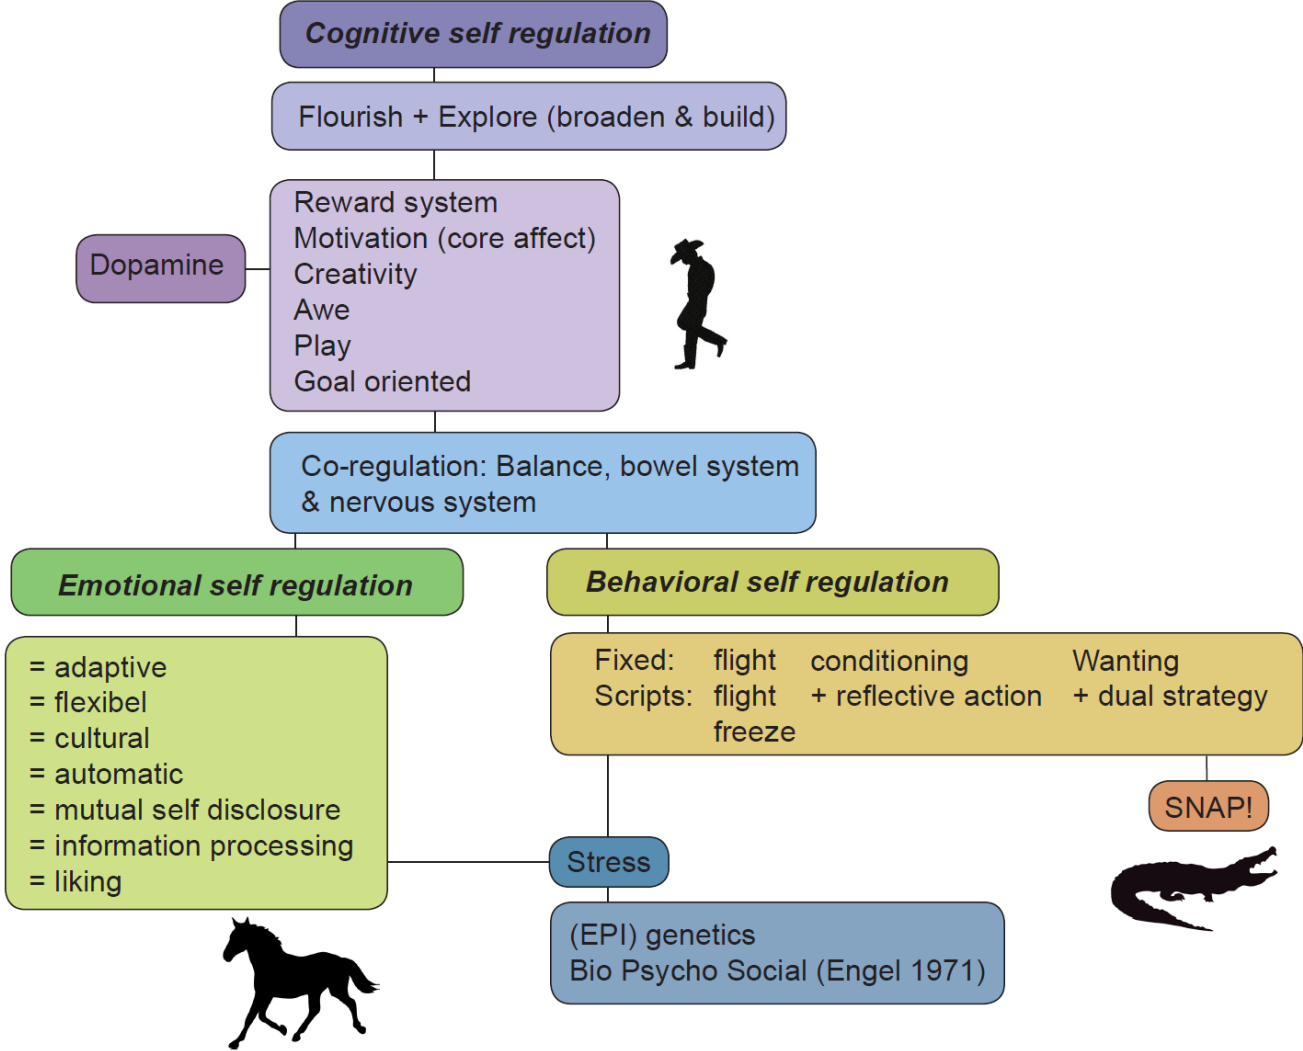 Cognitive self regulation
Flourish + Explore (broaden & build)
Dopamine
Reward system
Motivation (core affect)
Creativity
Awe
Play
Goal oriented
Co-regulation: Balance, bowel system
& nervous system
Emotional self regulation
= adaptive
= flexibel
= cultural
= automatic
= mutual self disclosure
= information processing
= liking
Behavioral self regulation
Fixed: flight conditioning Wanting
Scripts: flight + reflective action + dual strategy
freeze
SNAP!
Stress
(EPI) genetics
Bio Psycho Social (Engel 1971)